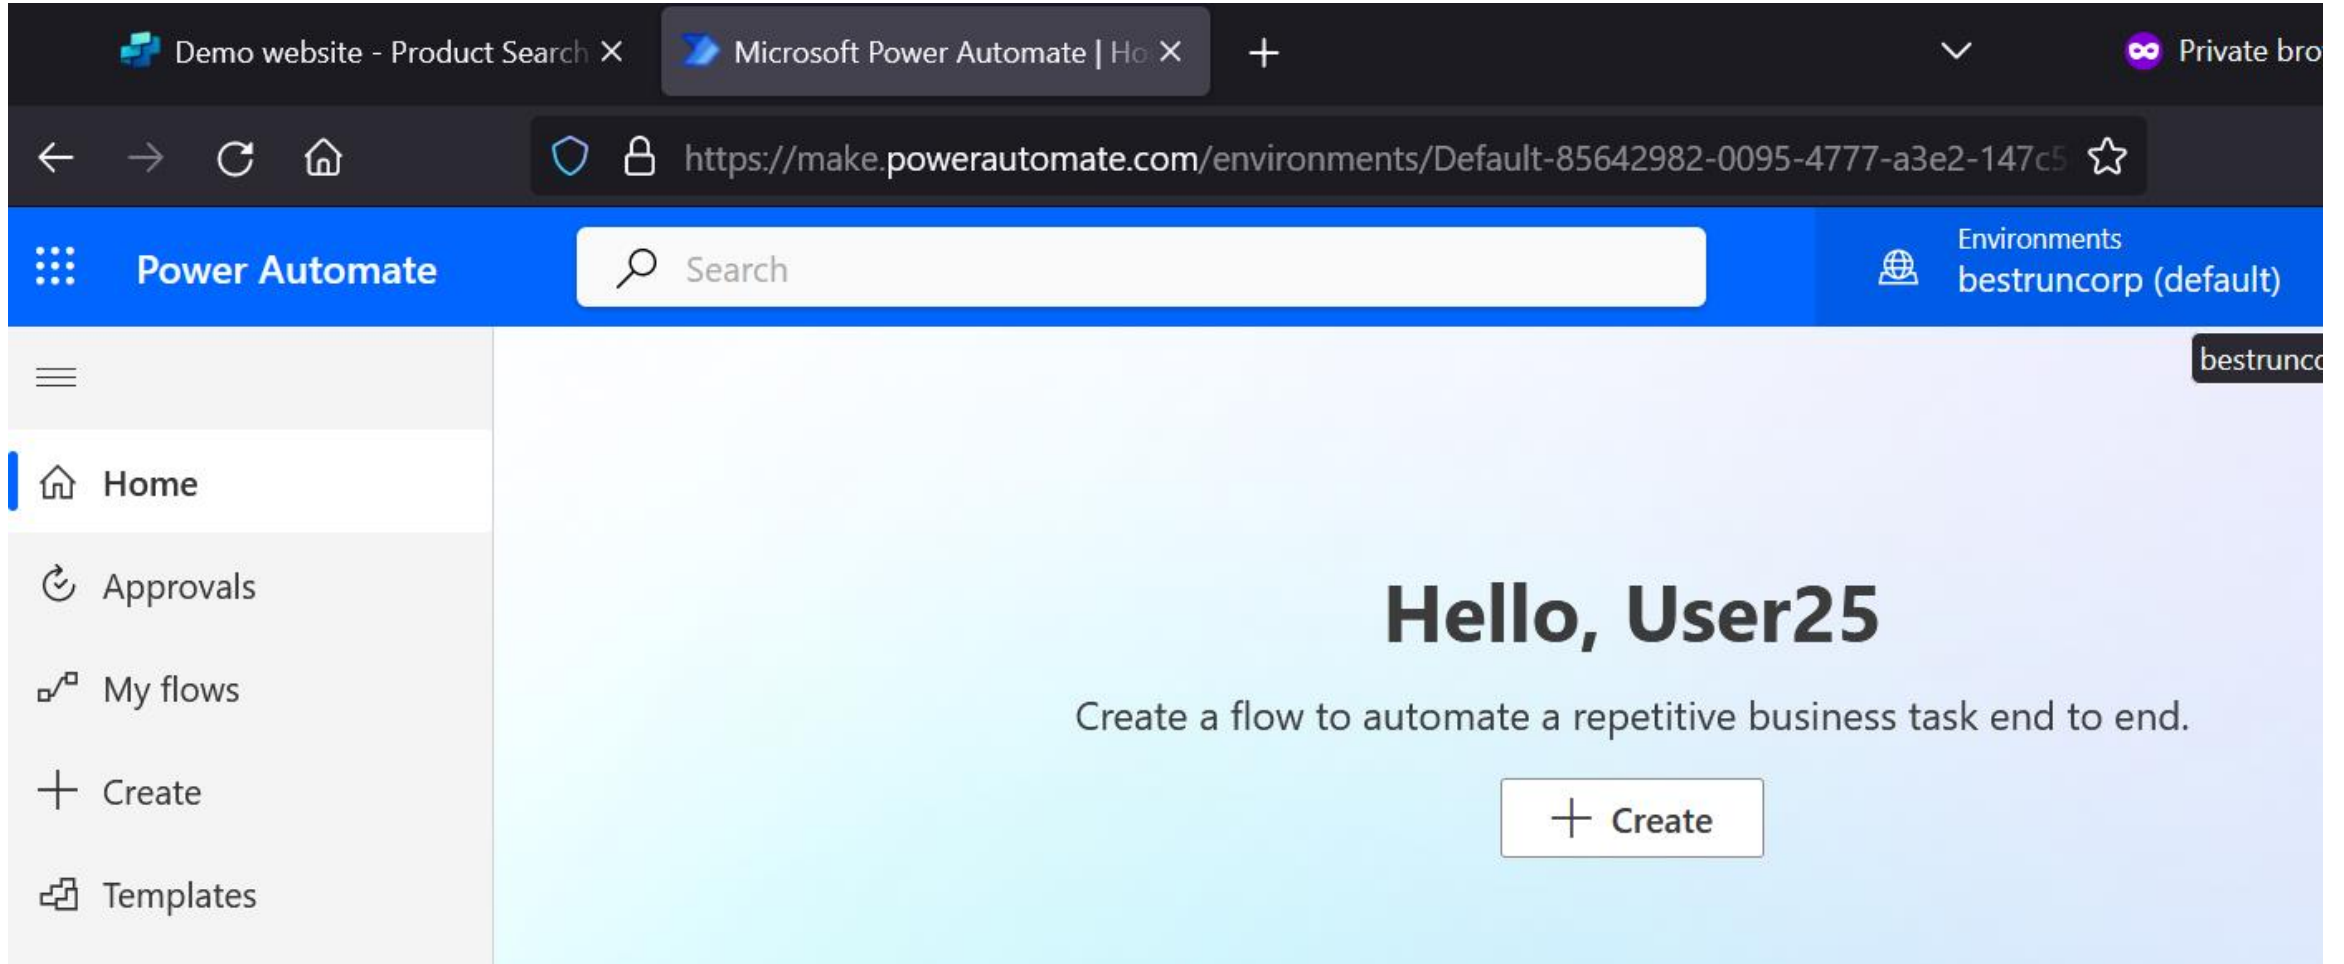 Demo website - Product Search
Microsoft Power Automate | Ho
Private bro
https://make.powerautomate.com/environments/Default-85642982-0095-4777-a3e2-147c5
Power Automate
Search
Environments
bestruncorp (default)
bestrunco
Home
Approvals
My flows
Create
Templates
Hello, User25
Create a flow to automate a repetitive business task end to end.
Create